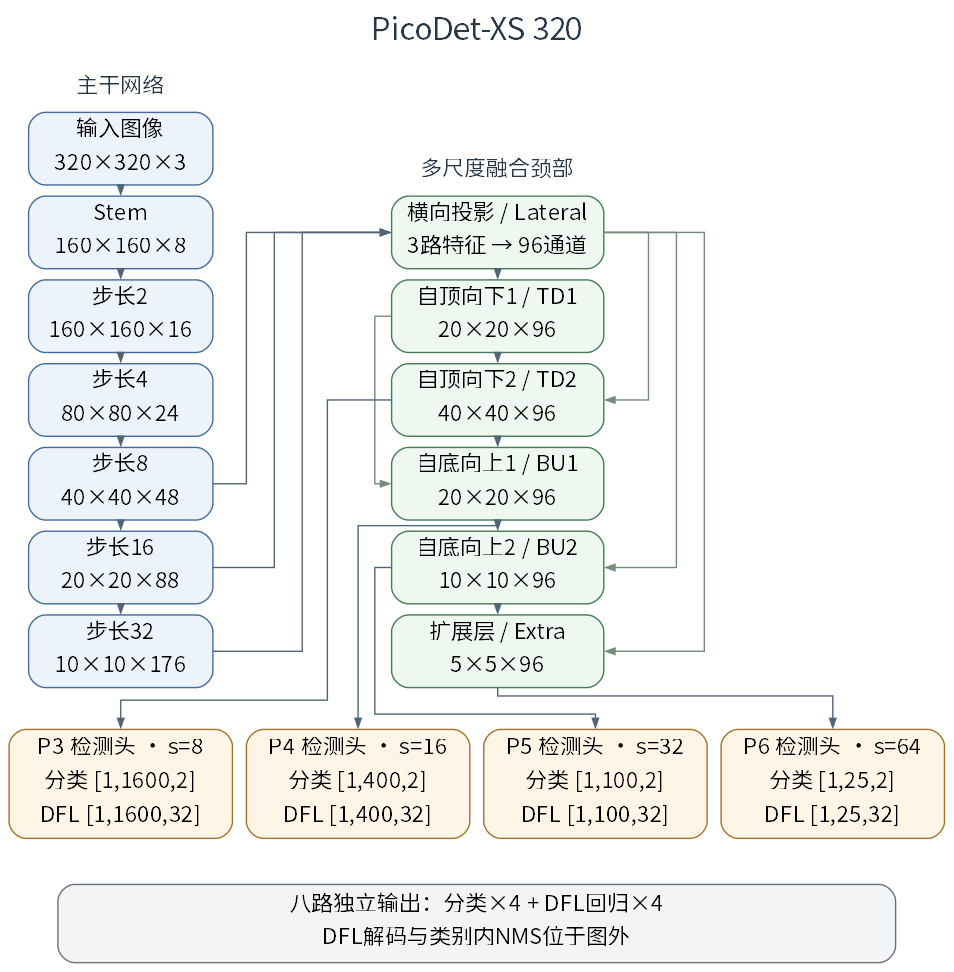 PicoDet-XS 320
主干网络
输入图像
320×320×3
Stem
160×160×8
步长2
160×160×16
步长4
80×80×24
步长8
40×40×48
步长16
20×20×88
步长32
10×10×176
多尺度融合颈部
横向投影 / Lateral
3路特征 → 96通道
自顶向下1 / TD1
20×20×96
自顶向下2 / TD2
40×40×96
自底向上1 / BU1
20×20×96
自底向上2 / BU2
10×10×96
扩展层 / Extra
5×5×96
P3 检测头 · s=8
分类 [1,1600,2]
DFL [1,1600,32]
P4 检测头 · s=16
分类 [1,400,2]
DFL [1,400,32]
P5 检测头 · s=32
分类 [1,100,2]
DFL [1,100,32]
P6 检测头 · s=64
分类 [1,25,2]
DFL [1,25,32]
八路独立输出：分类×4 + DFL回归×4
DFL解码与类别内NMS位于图外